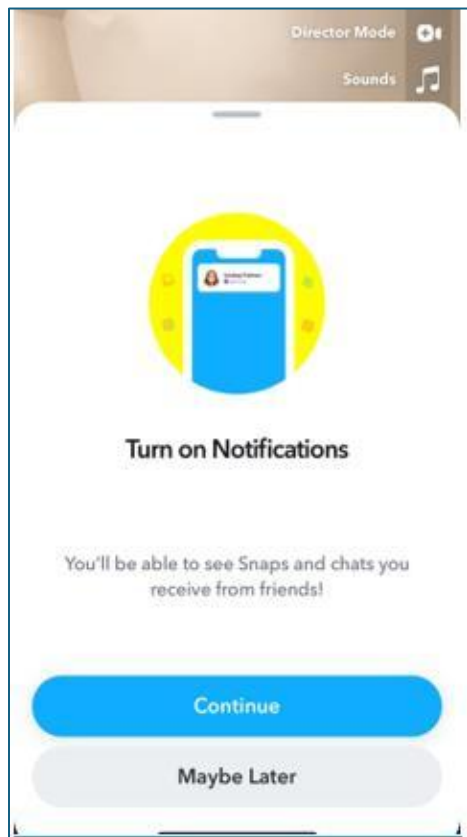 Director Mode
Sounds
Turn on Notifications
You'll be able to see Snaps and chats you
receive from friends!
Continue
Maybe Later